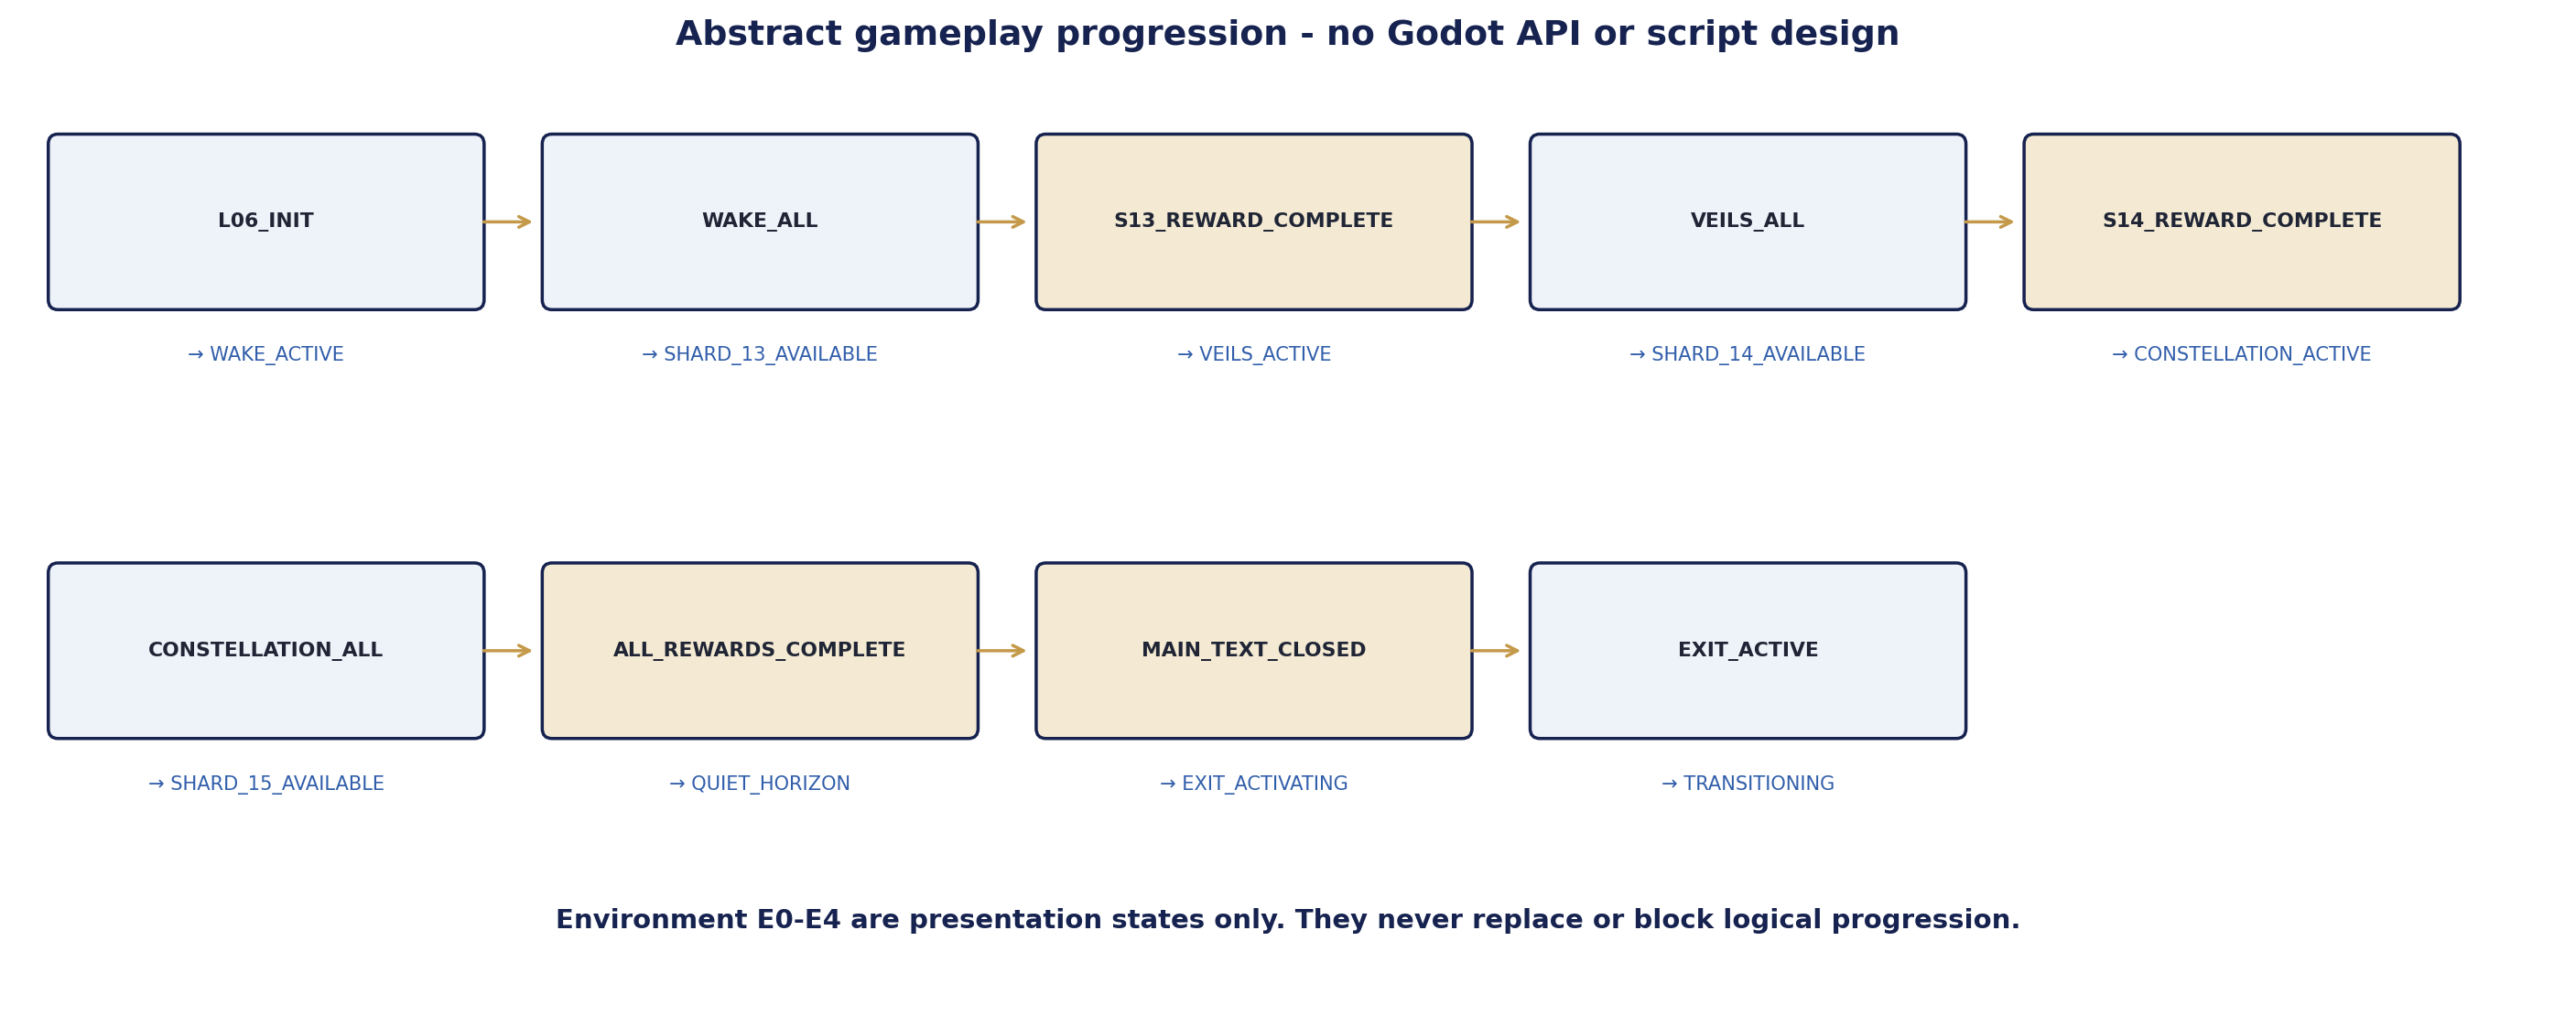 Abstract gameplay progression - no Godot API or script design
L06_INIT
WAKE_ALL
S13_REWARD_COMPLETE
VEILS_ALL
S14_REWARD_COMPLETE
→ WAKE_ACTIVE
→ SHARD_13_AVAILABLE
→ VEILS_ACTIVE
→ SHARD_14_AVAILABLE
→ CONSTELLATION_ACTIVE
CONSTELLATION_ALL
ALL_REWARDS_COMPLETE
MAIN_TEXT_CLOSED
EXIT_ACTIVE
→ SHARD_15_AVAILABLE
→ QUIET_HORIZON
→ EXIT_ACTIVATING
→ TRANSITIONING
Environment E0-E4 are presentation states only. They never replace or block logical progression.